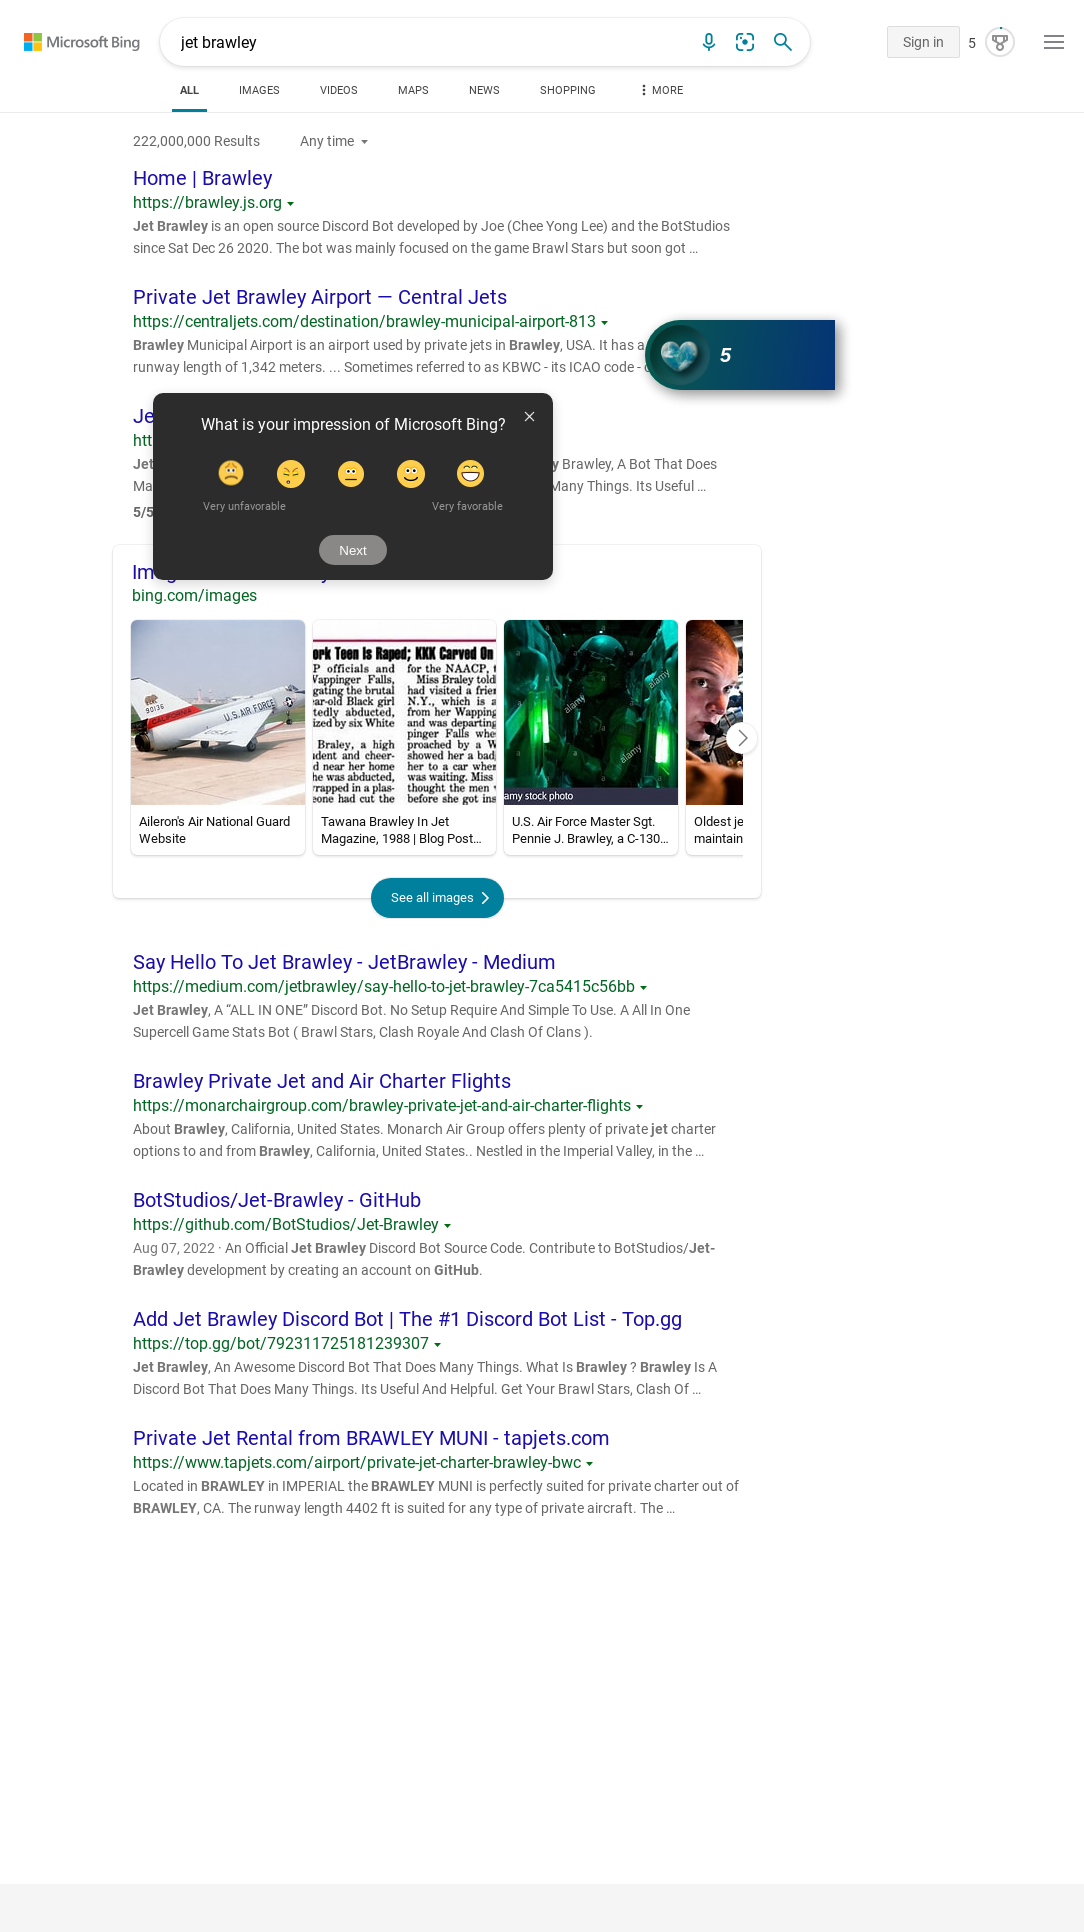 Microsoft Bing
jet brawley
Sign in
5
ALL
IMAGES
VIDEOS
MAPS
NEWS
SHOPPING
MORE
222,000,000 Results
Any time
Home | Brawley
https://brawley.js.org
Jet Brawley is an open source Discord Bot developed by Joe (Chee Yong Lee) and the BotStudios
since Sat Dec 26 2020. The bot was mainly focused on the game Brawl Stars but soon got …
Private Jet Brawley Airport — Central Jets
https://centraljets.com/destination/brawley-municipal-airport-813
Brawley Municipal Airport is an airport used by private jets in Brawley, USA. It has a
runway length of 1,342 meters. ... Sometimes referred to as KBWC - its ICAO code -
5
Je
htt
Jet
y Brawley, A Bot That Does
Ma
Many Things. Its Useful …
5/5
What is your impression of Microsoft Bing?
Very unfavorable
Very favorable
Next
bing.com/images
ork Teen Is Raped; KKK Carved On
P officials and
Wappinger Falls,
gating the brutal
ear-old Black girl
tedly abducted,
ized by six White
Braley, a high
dent and cheer-
d near her home
he was abducted,
wrapped in a plas-
eone had cut the
for the NAACP, t
Miss Braley told
had visited a frien
N.Y., which is a
from her Wapping
and was departing
pinger Falls when
proached by a W
showed her a bad
her to a car when
was waiting. Miss
thought the men w
before she got ins
90136
CALIFORNIA
U.S. AIR FORCE
alamy
alamy
alamy
amy stock photo
Aileron's Air National Guard
Website
Tawana Brawley In Jet
Magazine, 1988 | Blog Post…
U.S. Air Force Master Sgt.
Pennie J. Brawley, a C-130…
Oldest je
maintain
See all images
Say Hello To Jet Brawley - JetBrawley - Medium
https://medium.com/jetbrawley/say-hello-to-jet-brawley-7ca5415c56bb
Jet Brawley, A “ALL IN ONE” Discord Bot. No Setup Require And Simple To Use. A All In One
Supercell Game Stats Bot ( Brawl Stars, Clash Royale And Clash Of Clans ).
Brawley Private Jet and Air Charter Flights
https://monarchairgroup.com/brawley-private-jet-and-air-charter-flights
About Brawley, California, United States. Monarch Air Group offers plenty of private jet charter
options to and from Brawley, California, United States.. Nestled in the Imperial Valley, in the …
BotStudios/Jet-Brawley - GitHub
https://github.com/BotStudios/Jet-Brawley
Aug 07, 2022 · An Official Jet Brawley Discord Bot Source Code. Contribute to BotStudios/Jet-
Brawley development by creating an account on GitHub.
Add Jet Brawley Discord Bot | The #1 Discord Bot List - Top.gg
https://top.gg/bot/792311725181239307
Jet Brawley, An Awesome Discord Bot That Does Many Things. What Is Brawley ? Brawley Is A
Discord Bot That Does Many Things. Its Useful And Helpful. Get Your Brawl Stars, Clash Of …
Private Jet Rental from BRAWLEY MUNI - tapjets.com
https://www.tapjets.com/airport/private-jet-charter-brawley-bwc
Located in BRAWLEY in IMPERIAL the BRAWLEY MUNI is perfectly suited for private charter out of
BRAWLEY, CA. The runway length 4402 ft is suited for any type of private aircraft. The …